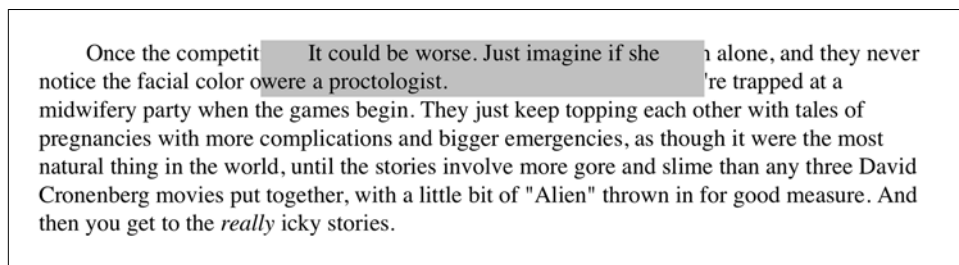 Once the competit It could be worse. Just imagine if she alone, and they never
notice the facial color owere a proctologist. 're trapped at a
midwifery party when the games begin. They just keep topping each other with tales of
pregnancies with more complications and bigger emergencies, as though it were the most
natural thing in the world, until the stories involve more gore and slime than any three David
Cronenberg movies put together, with a little bit of "Alien" thrown in for good measure. And
then you get to the really icky stories.